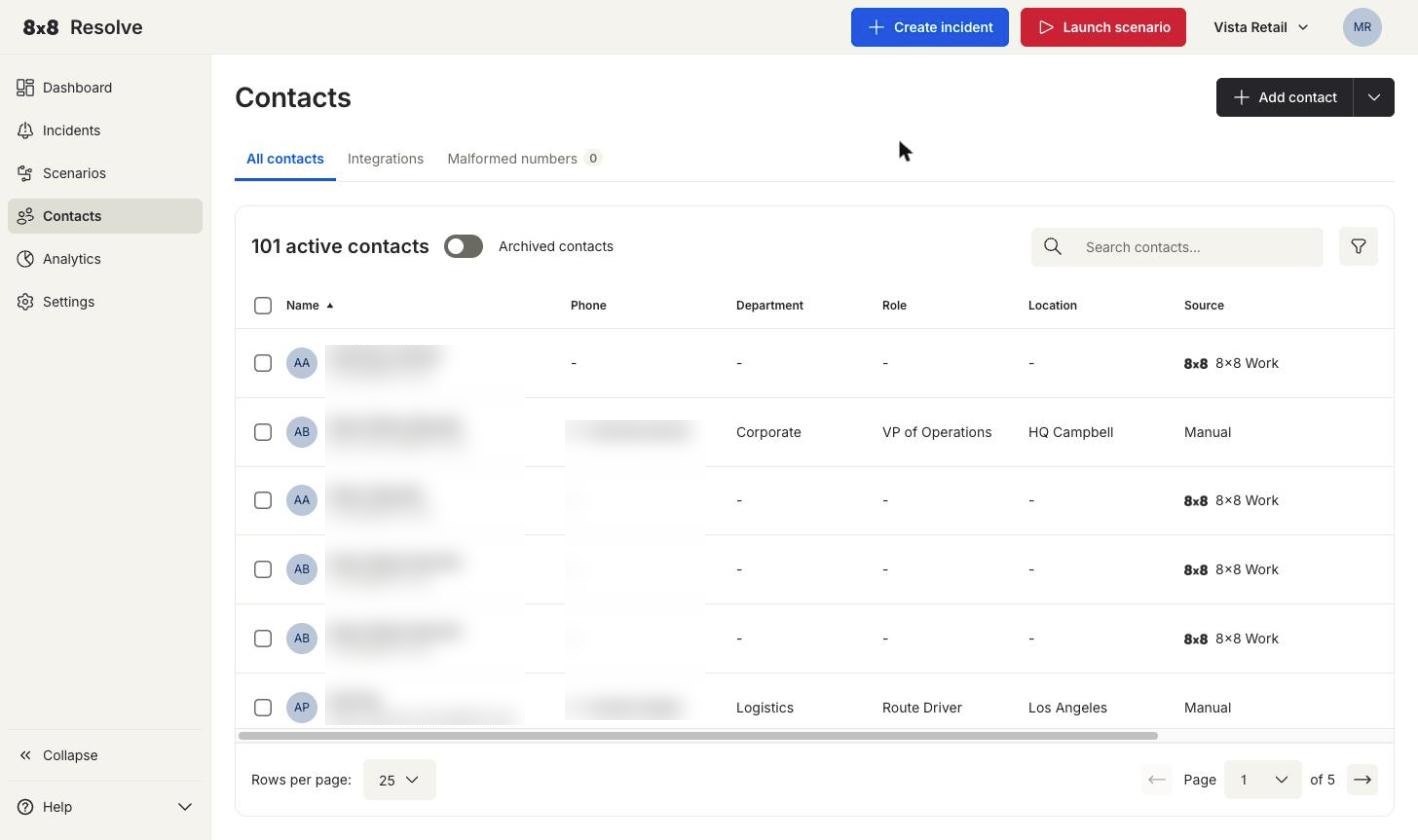 8x8 Resolve
Create incident
Launch scenario
Vista Retail
MR
Dashboard
Incidents
Scenarios
Contacts
Analytics
Settings
Collapse
Help
Contacts
Add contact
All contacts
Integrations
Malformed numbers 0
101 active contacts
Archived contacts
Search contacts...
Name Phone Department Role Location Source
AA - - - - 8x8 8×8 Work
AB Corporate VP of Operations HQ Campbell Manual
AA - - - 8x8 8×8 Work
AB - - - 8x8 8×8 Work
AB - - - 8x8 8×8 Work
AP Logistics Route Driver Los Angeles Manual
Rows per page: 25
Page 1 of 5